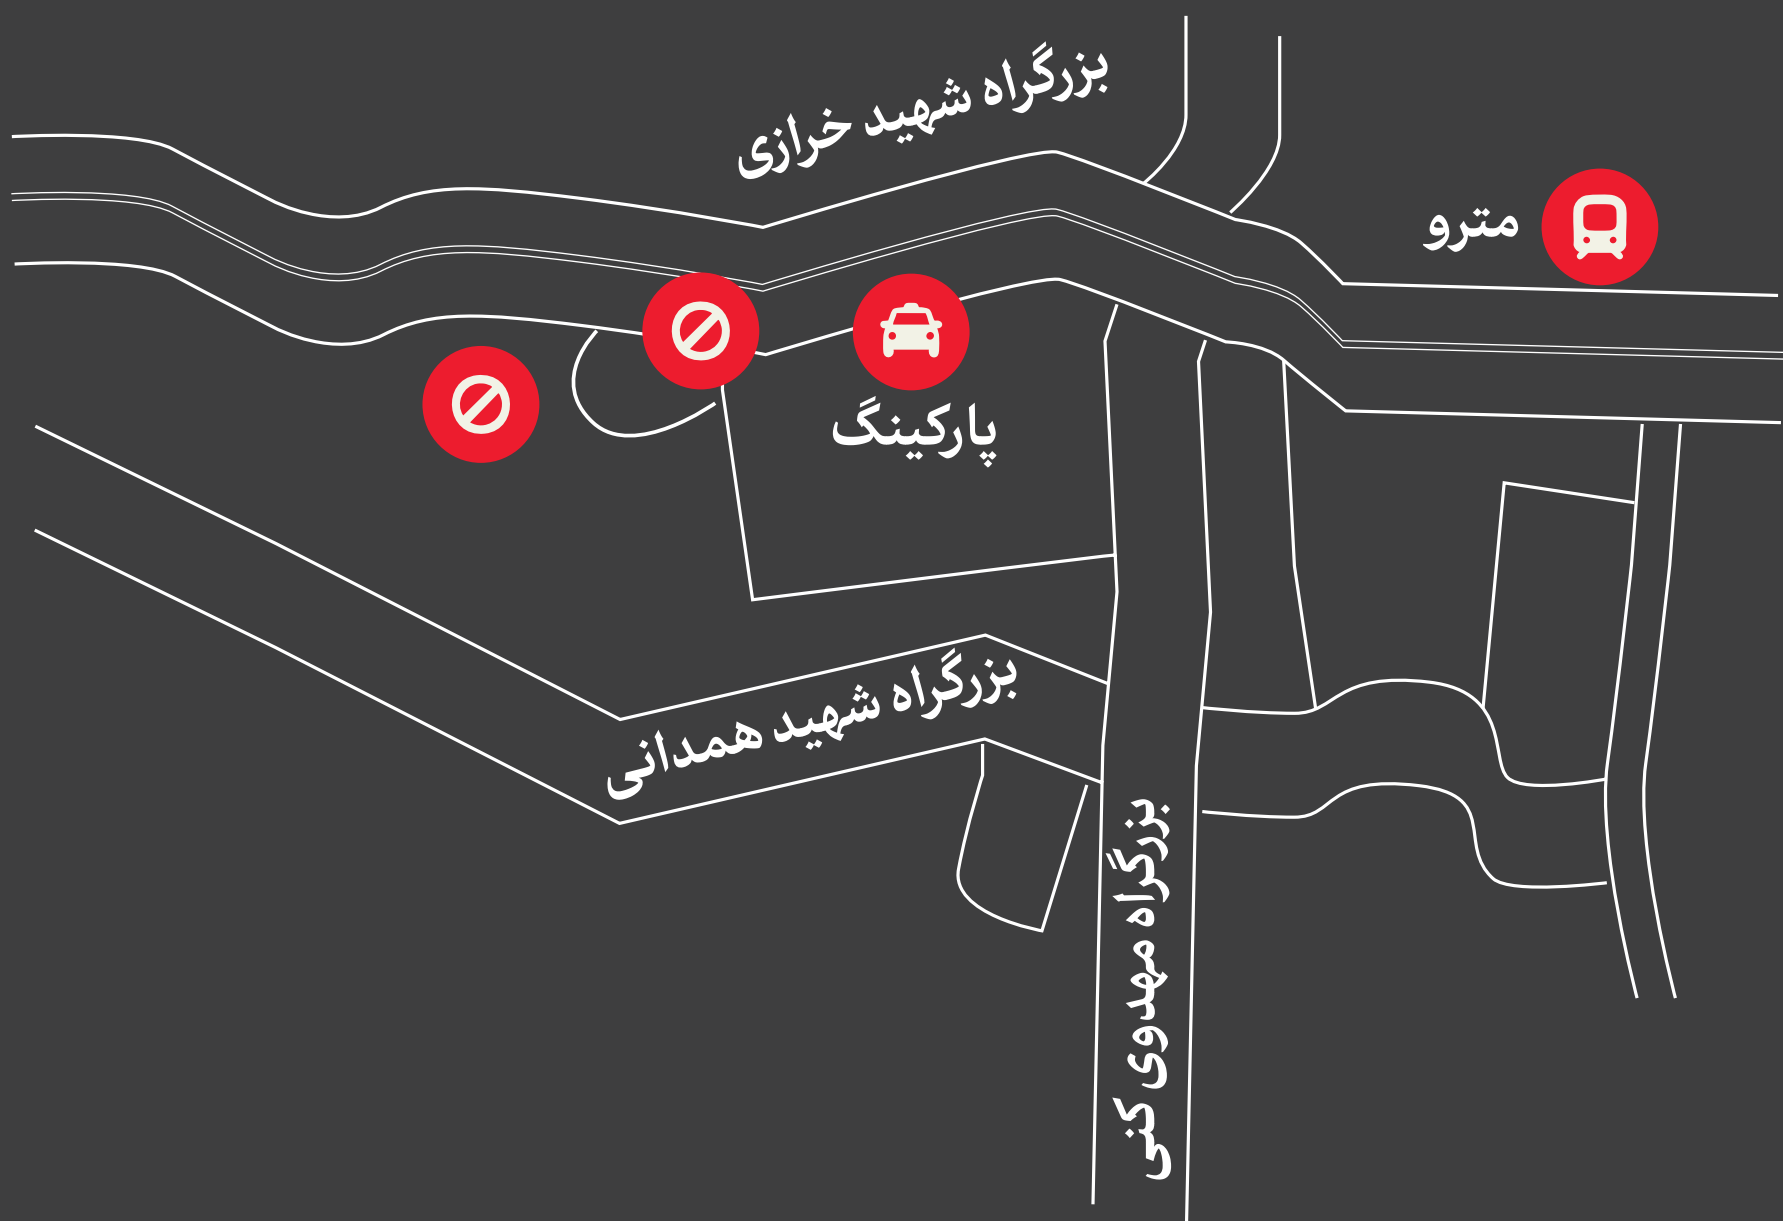 بزرگراه شهید خرازی
مترو
پارکینگ
بزرگراه شهید همدانی
بزرگراه مهدوی کنی